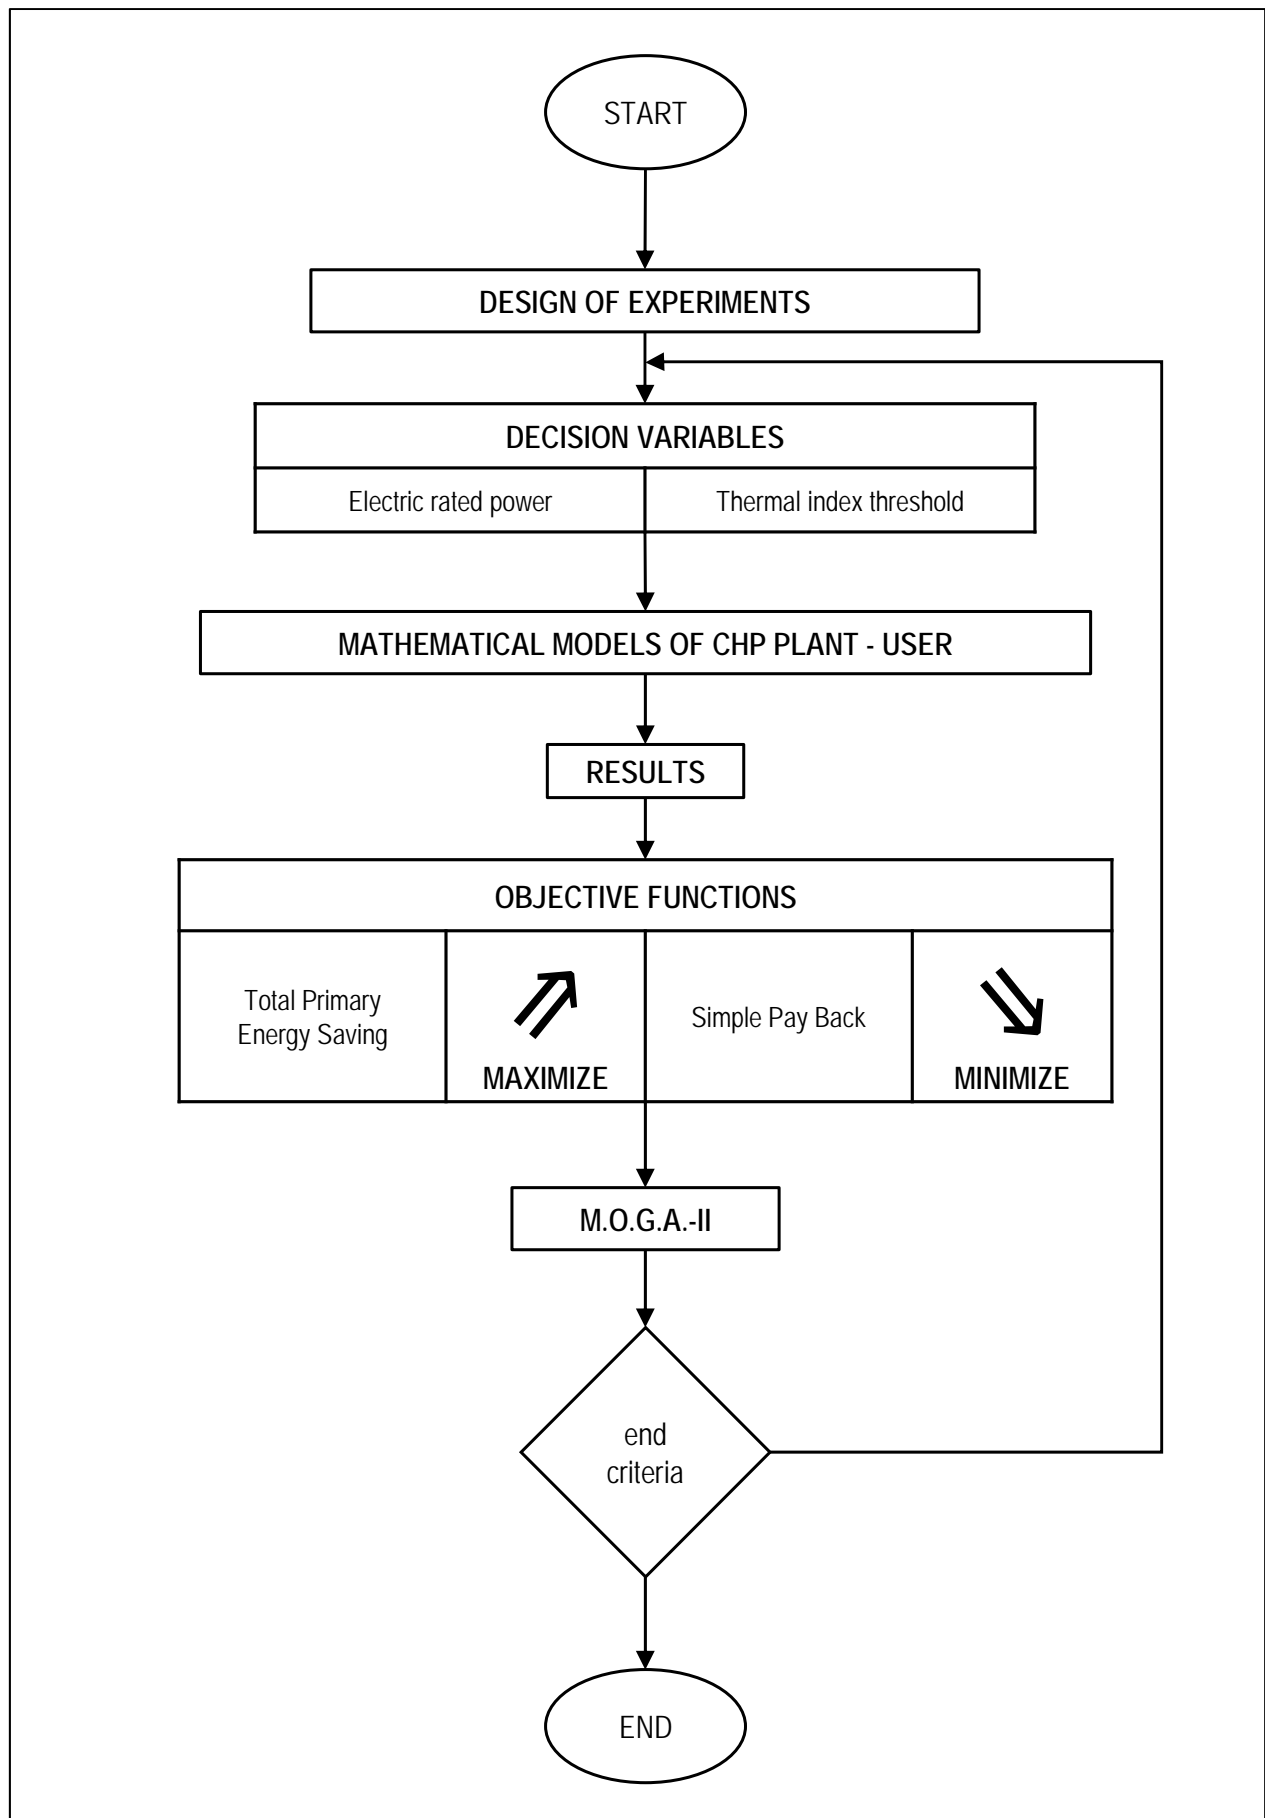 START
DESIGN OF EXPERIMENTS
DECISION VARIABLES
Electric rated power
Thermal index threshold
MATHEMATICAL MODELS OF CHP PLANT - USER
RESULTS
OBJECTIVE FUNCTIONS
Total Primary
Energy Saving
MAXIMIZE
Simple Pay Back
MINIMIZE
M.O.G.A.-II
end
criteria
END